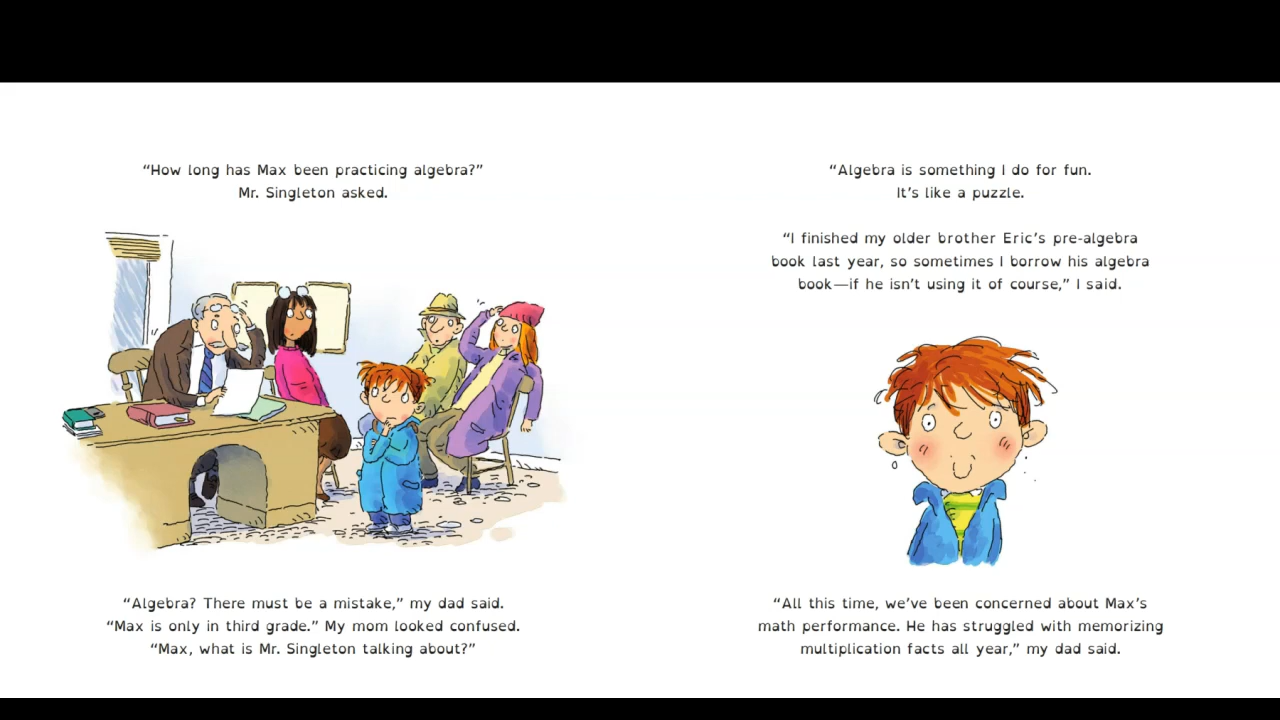 “How long has Max been practicing algebra?”
Mr. Singleton asked.
“Algebra? There must be a mistake,” my dad said.
“Max is only in third grade.” My mom looked confused.
“Max, what is Mr. Singleton talking about?”
“Algebra is something I do for fun.
It’s like a puzzle.
“I finished my older brother Eric’s pre-algebra
book last year, so sometimes I borrow his algebra
book—if he isn’t using it of course,” I said.
“All this time, we’ve been concerned about Max’s
math performance. He has struggled with memorizing
multiplication facts all year,” my dad said.